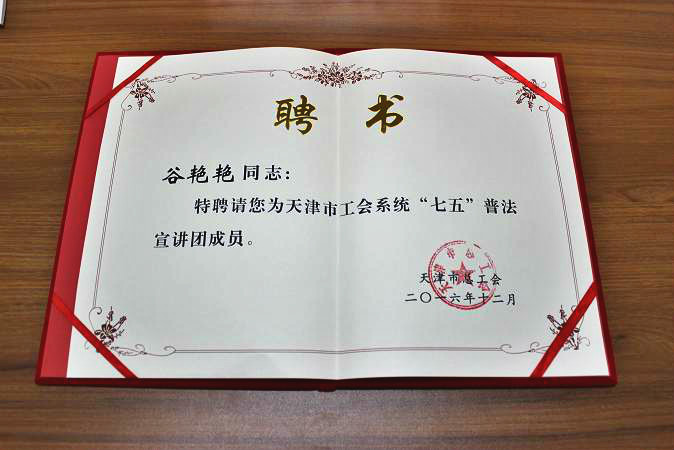 聘书
谷艳艳同志：
特聘请您为天津市工会系统“七五”普法
宣讲团成员。
天津市总工会
二〇一六年十二月